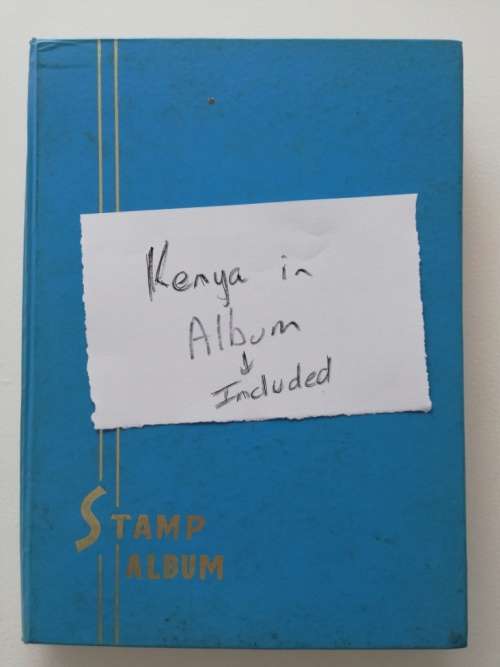 Kenya in
Album
↓
Included
STAMP
ALBUM